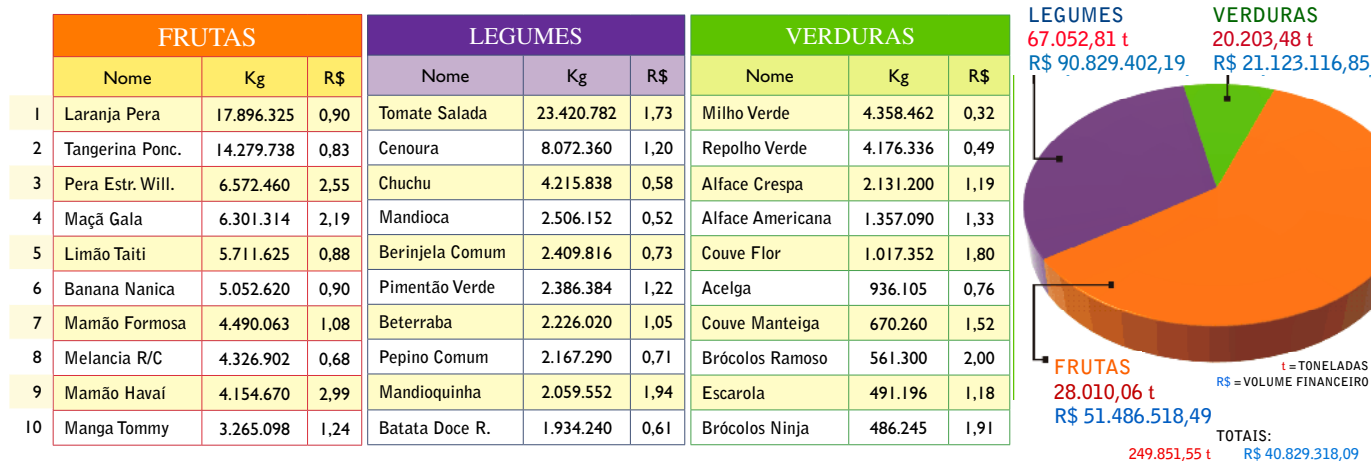 FRUTAS
Nome Kg R$
1 Laranja Pera 17.896.325 0,90
2 Tangerina Ponc. 14.279.738 0,83
3 Pera Estr. Will. 6.572.460 2,55
4 Maçã Gala 6.301.314 2,19
5 Limão Taiti 5.711.625 0,88
6 Banana Nanica 5.052.620 0,90
7 Mamão Formosa 4.490.063 1,08
8 Melancia R/C 4.326.902 0,68
9 Mamão Havaí 4.154.670 2,99
10 Manga Tommy 3.265.098 1,24
LEGUMES
Nome Kg R$
Tomate Salada 23.420.782 1,73
Cenoura 8.072.360 1,20
Chuchu 4.215.838 0,58
Mandioca 2.506.152 0,52
Berinjela Comum 2.409.816 0,73
Pimentão Verde 2.386.384 1,22
Beterraba 2.226.020 1,05
Pepino Comum 2.167.290 0,71
Mandioquinha 2.059.552 1,94
Batata Doce R. 1.934.240 0,61
VERDURAS
Nome Kg R$
Milho Verde 4.358.462 0,32
Repolho Verde 4.176.336 0,49
Alface Crespa 2.131.200 1,19
Alface Americana 1.357.090 1,33
Couve Flor 1.017.352 1,80
Acelga 936.105 0,76
Couve Manteiga 670.260 1,52
Brócolos Ramoso 561.300 2,00
Escarola 491.196 1,18
Brócolos Ninja 486.245 1,91
LEGUMES
67.052,81 t
R$ 90.829.402,19
VERDURAS
20.203,48 t
R$ 21.123.116,85
FRUTAS
28.010,06 t
R$ 51.486.518,49
t = TONELADAS
R$ = VOLUME FINANCEIRO
TOTAIS:
249.851,55 t R$ 40.829.318,09